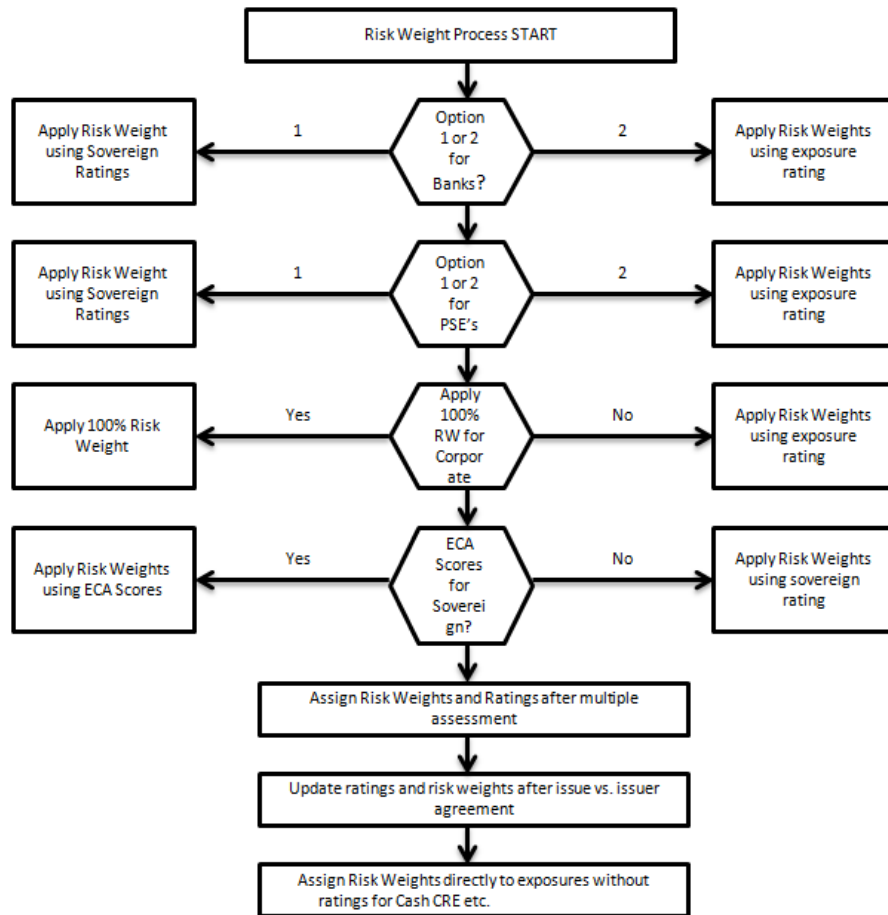 Risk Weight Process START
Apply Risk Weight
using Sovereign
Ratings
1
Option
1 or 2
for
Banks?
2
Apply Risk Weights
using exposure
rating
Apply Risk Weight
using Sovereign
Ratings
1
Option
1 or 2
for
PSE's
2
Apply Risk Weights
using exposure
rating
Apply 100% Risk
Weight
Yes
Apply
100%
RW for
Corpor
ate
No
Apply Risk Weights
using exposure
rating
Apply Risk Weights
using ECA Scores
Yes
ECA
Scores
for
Soverei
gn?
No
Apply Risk Weights
using sovereign
rating
Assign Risk Weights and Ratings after multiple
assessment
Update ratings and risk weights after issue vs. issuer
agreement
Assign Risk Weights directly to exposures without
ratings for Cash CRE etc.